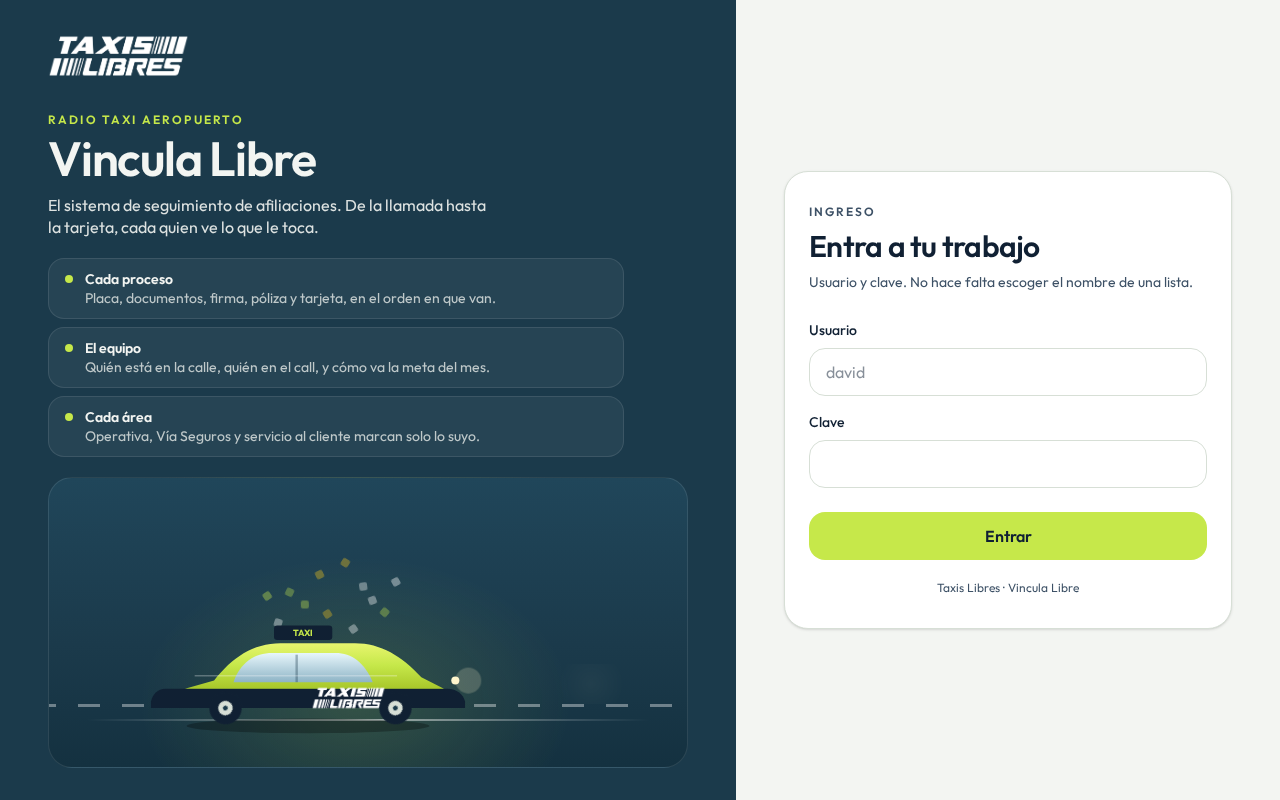 TAXIS
LIBRES
RADIO TAXI AEROPUERTO
Vincula Libre
El sistema de seguimiento de afiliaciones. De la llamada hasta
la tarjeta, cada quien ve lo que le toca.
Cada proceso
Placa, documentos, firma, póliza y tarjeta, en el orden en que van.
El equipo
Quién está en la calle, quién en el call, y cómo va la meta del mes.
Cada área
Operativa, Vía Seguros y servicio al cliente marcan solo lo suyo.
TAXI
TAXIS
LIBRES
INGRESO
Entra a tu trabajo
Usuario y clave. No hace falta escoger el nombre de una lista.
Usuario
david
Clave
Entrar
Taxis Libres · Vincula Libre